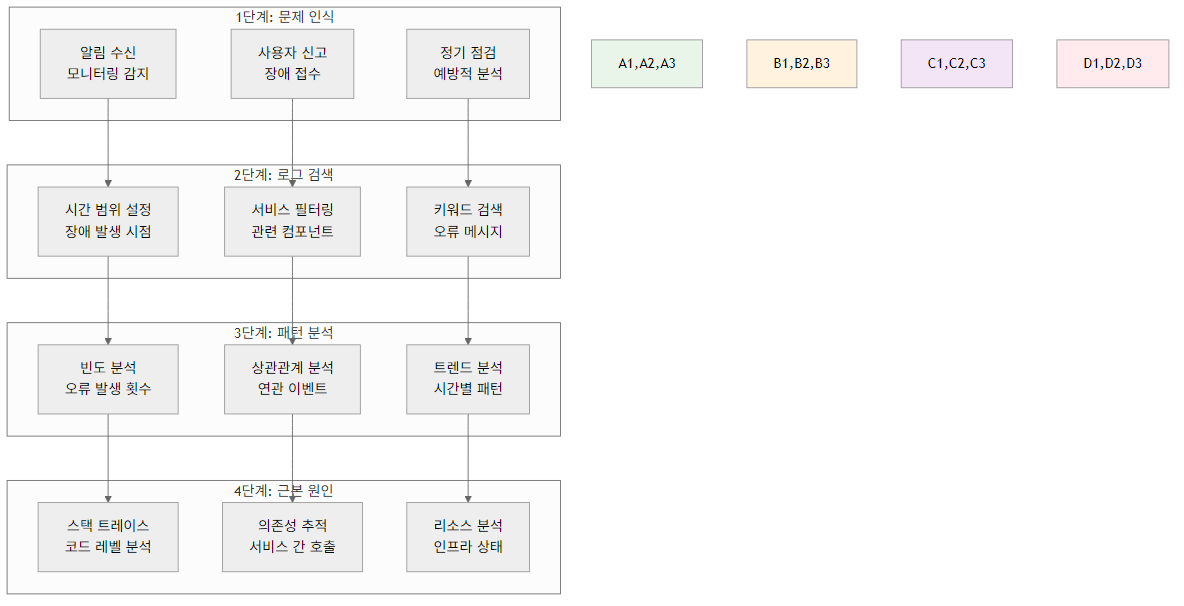 1단계: 문제 인식
알림 수신
모니터링 감지
사용자 신고
장애 접수
정기 점검
예방적 분석
A1,A2,A3
B1,B2,B3
C1,C2,C3
D1,D2,D3
2단계: 로그 검색
시간 범위 설정
장애 발생 시점
서비스 필터링
관련 컴포넌트
키워드 검색
오류 메시지
3단계: 패턴 분석
빈도 분석
오류 발생 횟수
상관관계 분석
연관 이벤트
트렌드 분석
시간별 패턴
4단계: 근본 원인
스택 트레이스
코드 레벨 분석
의존성 추적
서비스 간 호출
리소스 분석
인프라 상태